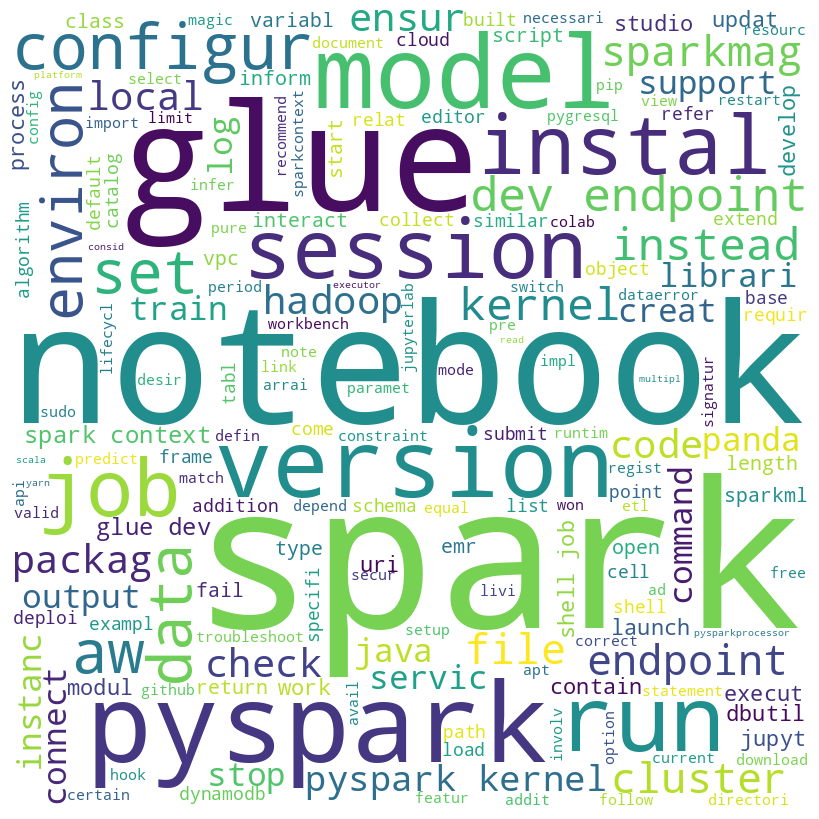 class magic variabl ensur built necessari studio updat resourc
configur document cloud script sparkmag
platform select inform model pip support view restart
process config local limit relat editor pygresql refer develop
import log recommend sparkcontext start
environ default catalog glue infer instal
algorithm pure interact collect similar colab dev endpoint extend
consid vpc session object instead
set period executor switch librari
lifecycl train hadoop workbench jupyterlab kernel dataerror creat base requir
notebook note link pre read
desir tabl arrai paramet mode impl multipl signatur
sudo
spark context defin come constraint submit runtim code panda
scala predict frame version regist length
api yarn job match depend schema equal list won point etl command sparkml
valid glue dev addition
packag data type uri emr spark shell job open cell ad free
output fail specifi secur livi shell
deploi exampl troubleshoot setup launch correct pysparkprocessor
instanc aw check java file apt endpoint
connect modul github return work servic contain statement execut
avail path involv option dbutil
pyspark load run jupyt
hook stop pyspark kernel current download
certain dynamodb featur addit follow cluster directori